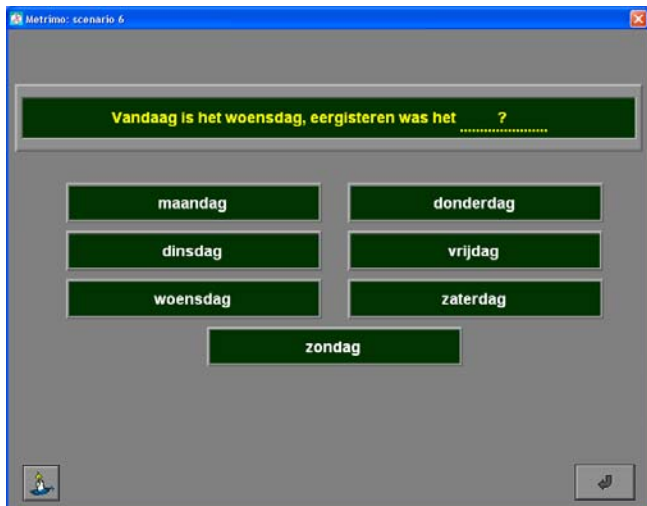 Metrimo: scenario 6
Vandaag is het woensdag, eergisteren was het ......................?
maandag
donderdag
dinsdag
vrijdag
woensdag
zaterdag
zondag